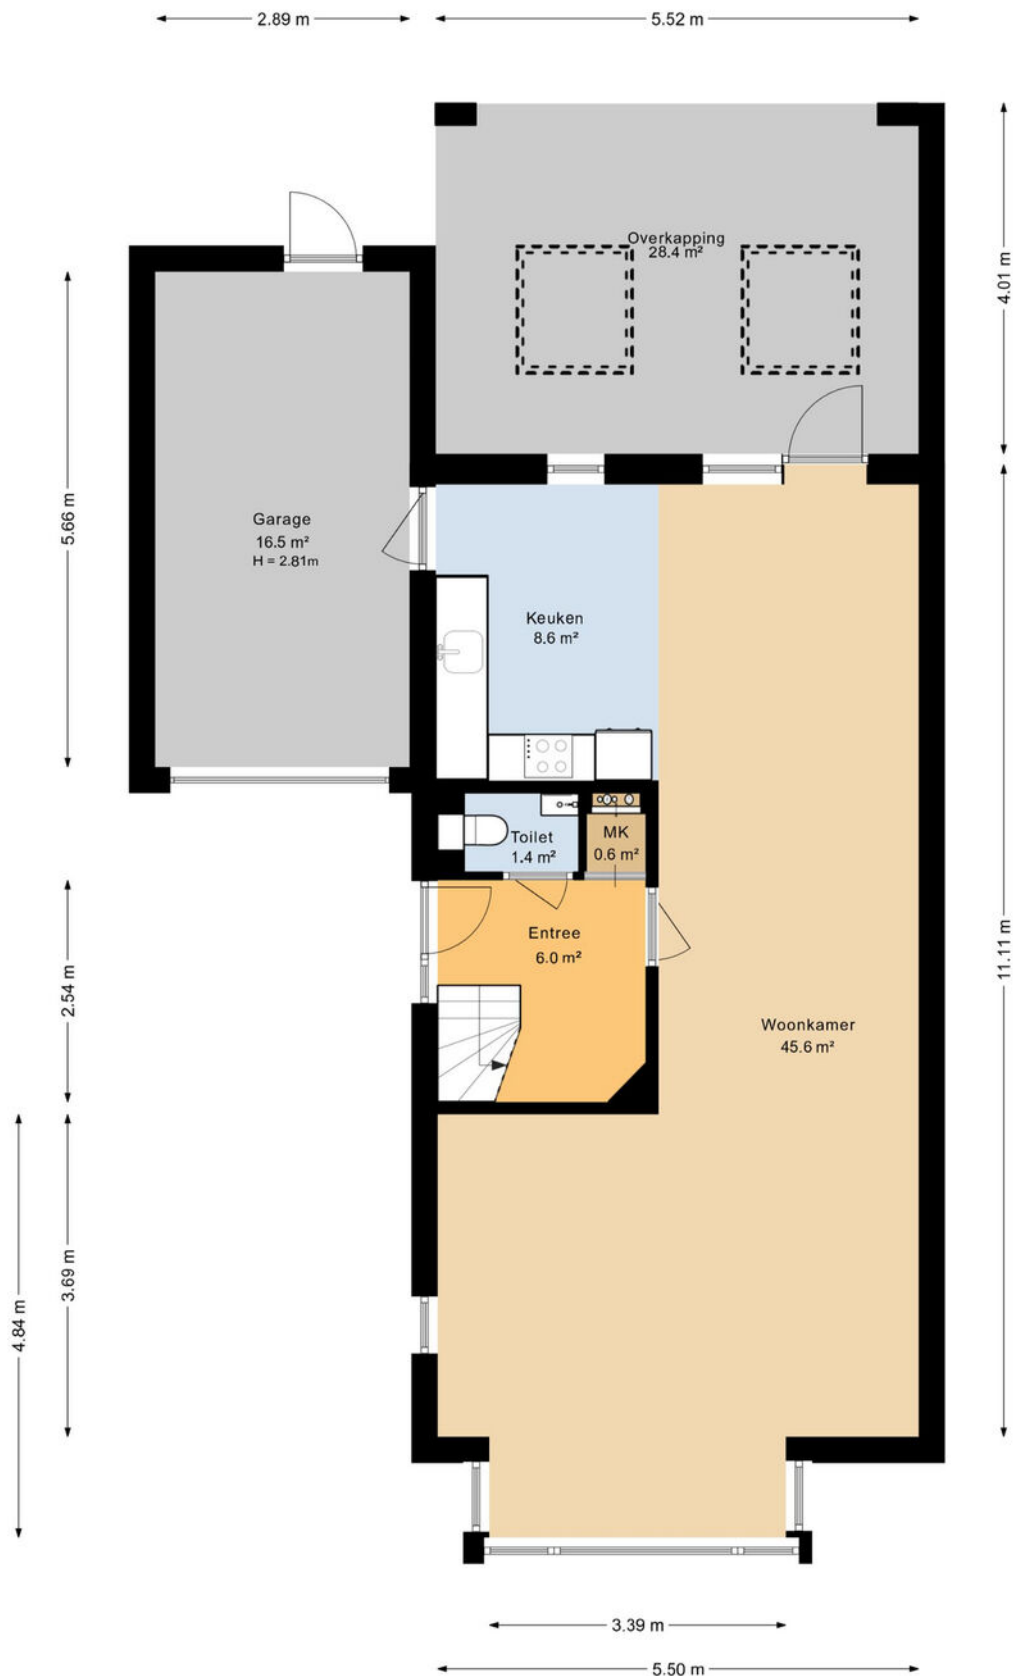 2.89 m
5.52 m
Overkapping
28.4 m²
4.01 m
5.66 m
Garage
16.5 m²
H = 2.81m
Keuken
8.6 m²
Toilet
1.4 m²
MK
0.6 m²
Entree
6.0 m²
2.54 m
11.11 m
Woonkamer
45.6 m²
3.69 m
4.84 m
3.39 m
5.50 m